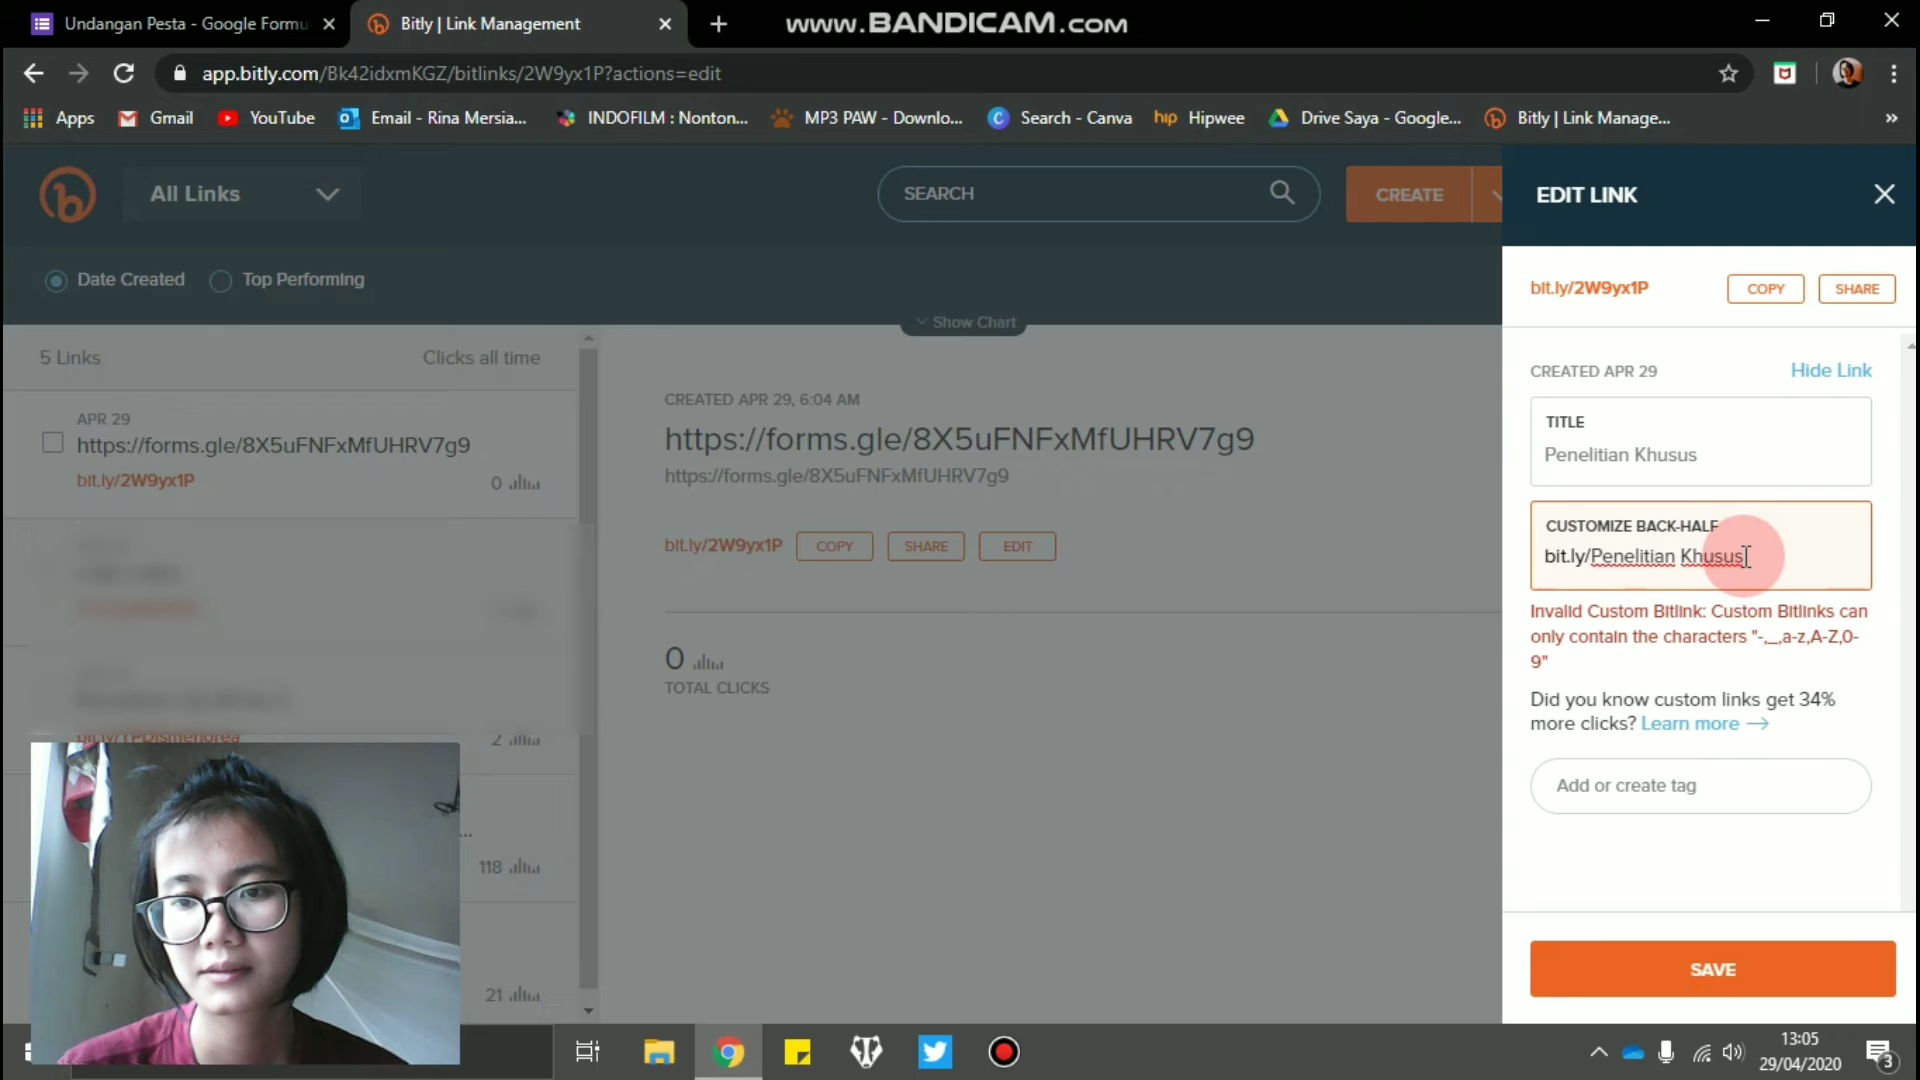 Undangan Pesta - Google Formu
Bitly | Link Management
www.BANDICAM.com
app.bitly.com/Bk42idxmKGZ/bitlinks/2W9yx1P?actions=edit
Apps
Gmail
YouTube
Email - Rina Mersia...
INDOFILM : Nonton...
MP3 PAW - Downlo...
Search - Canva
hip Hipwee
Drive Saya - Google...
Bitly | Link Manage...
All Links
SEARCH
CREATE
Date Created
Top Performing
Show Chart
5 Links
Clicks all time
APR 29
https://forms.gle/8X5uFNFxMfUHRV7g9
bit.ly/2W9yx1P
0
2
118
21
CREATED APR 29, 6:04 AM
https://forms.gle/8X5uFNFxMfUHRV7g9
https://forms.gle/8X5uFNFxMfUHRV7g9
bit.ly/2W9yx1P COPY SHARE EDIT
0
TOTAL CLICKS
EDIT LINK
bit.ly/2W9yx1P COPY SHARE
CREATED APR 29 Hide Link
TITLE
Penelitian Khusus
CUSTOMIZE BACK-HALF
bit.ly/Penelitian Khusus
Invalid Custom Bitlink: Custom Bitlinks can
only contain the characters "-,_,a-z,A-Z,0-
9"
Did you know custom links get 34%
more clicks? Learn more →
Add or create tag
SAVE
13:05
29/04/2020
3